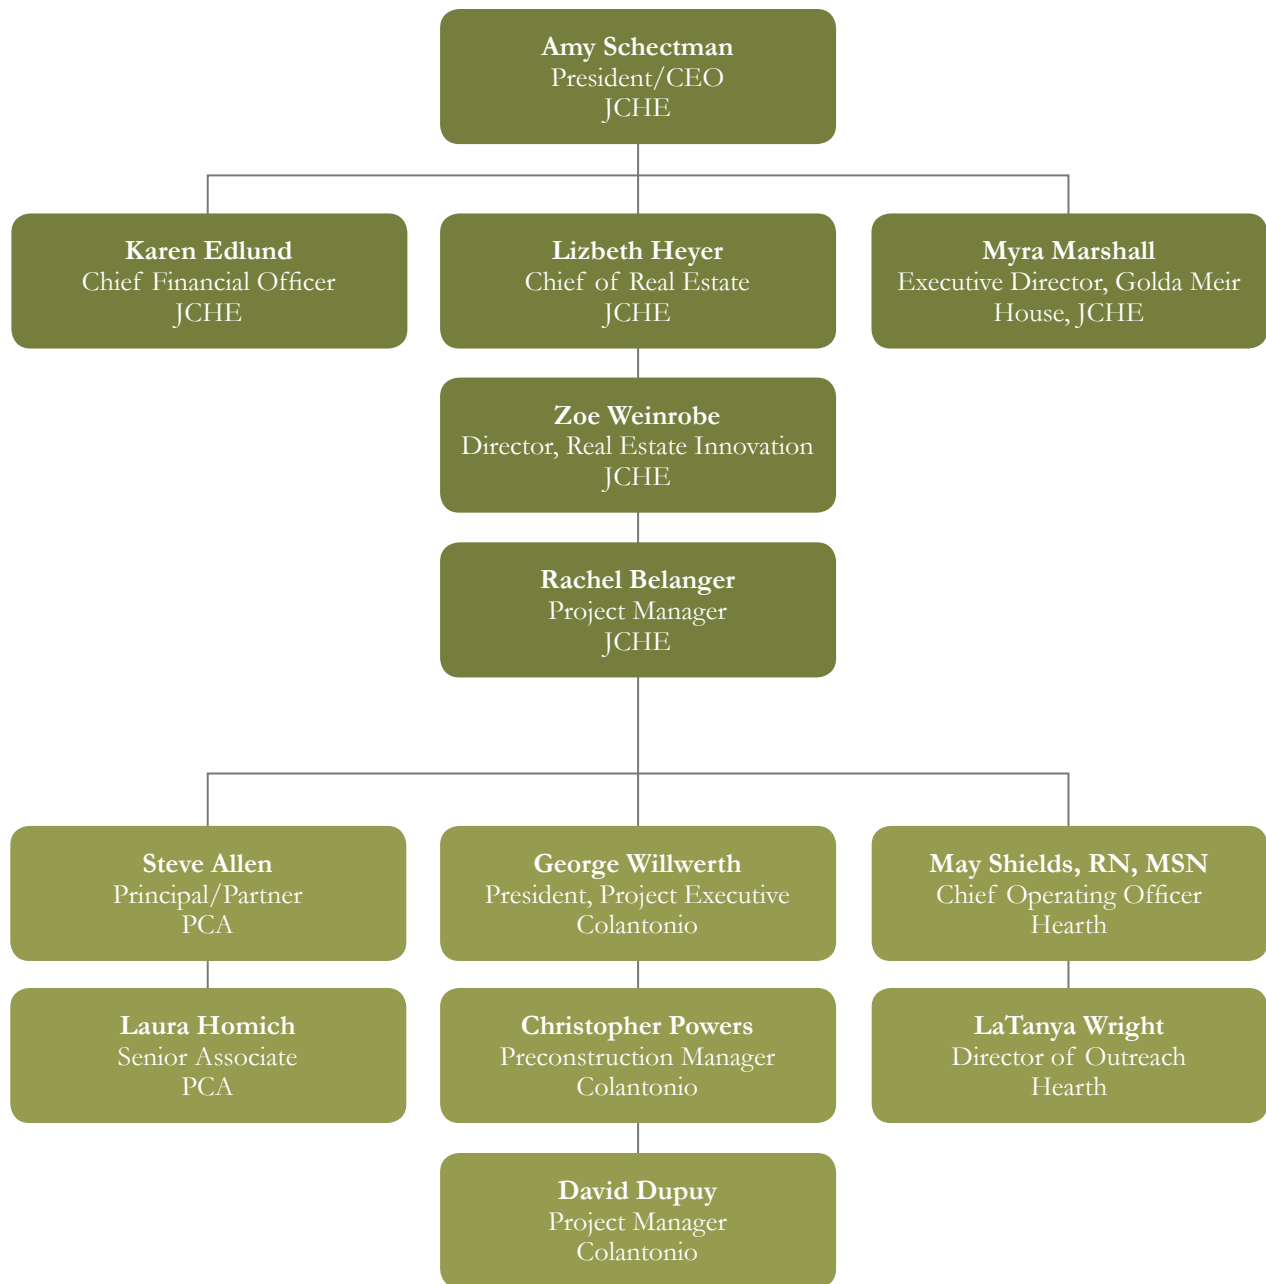 Amy Schectman
President/CEO
JCHE
Karen Edlund
Chief Financial Officer
JCHE
Lizbeth Heyer
Chief of Real Estate
JCHE
Myra Marshall
Executive Director, Golda Meir
House, JCHE
Zoe Weinrobe
Director, Real Estate Innovation
JCHE
Rachel Belanger
Project Manager
JCHE
Steve Allen
Principal/Partner
PCA
George Willwerth
President, Project Executive
Colantonio
May Shields, RN, MSN
Chief Operating Officer
Hearth
Laura Homich
Senior Associate
PCA
Christopher Powers
Preconstruction Manager
Colantonio
LaTanya Wright
Director of Outreach
Hearth
David Dupuy
Project Manager
Colantonio